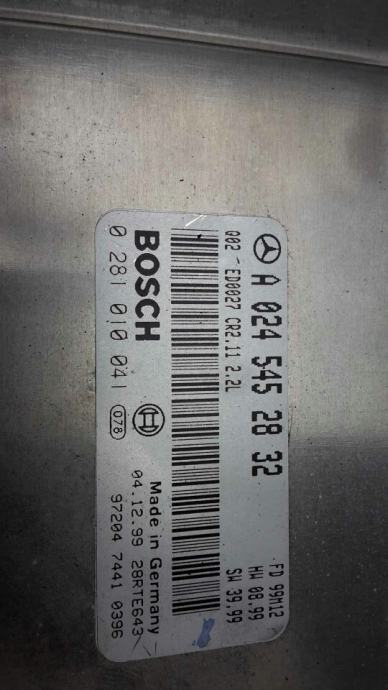 A 024 545 28 32
FD 99M12
HW 08.99
SW 39.99
Q02 - ED0027 CR2.11 2.2L
BOSCH
0 281 010 041
078
Made in Germany
04.12.99 28RTE643
97204 7441 0396